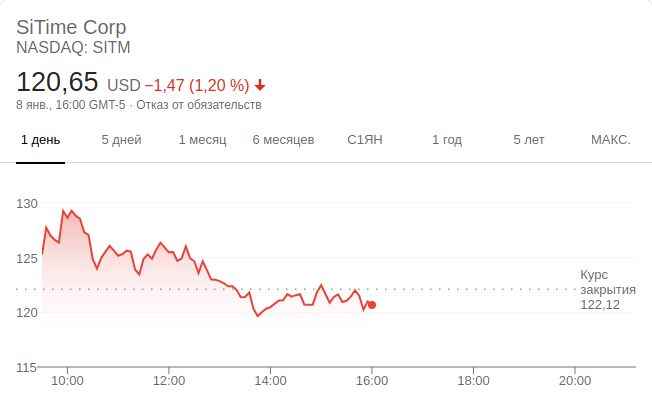 SiTime Corp
NASDAQ: SITM
120,65 USD −1,47 (1,20 %)
8 янв., 16:00 GMT-5 · Отказ от обязательств
1 день 5 дней 1 месяц 6 месяцев С1ЯН 1 год 5 лет МАКС.
130
125
120
115
Курс
закрытия
122,12
10:00 12:00 14:00 16:00 18:00 20:00